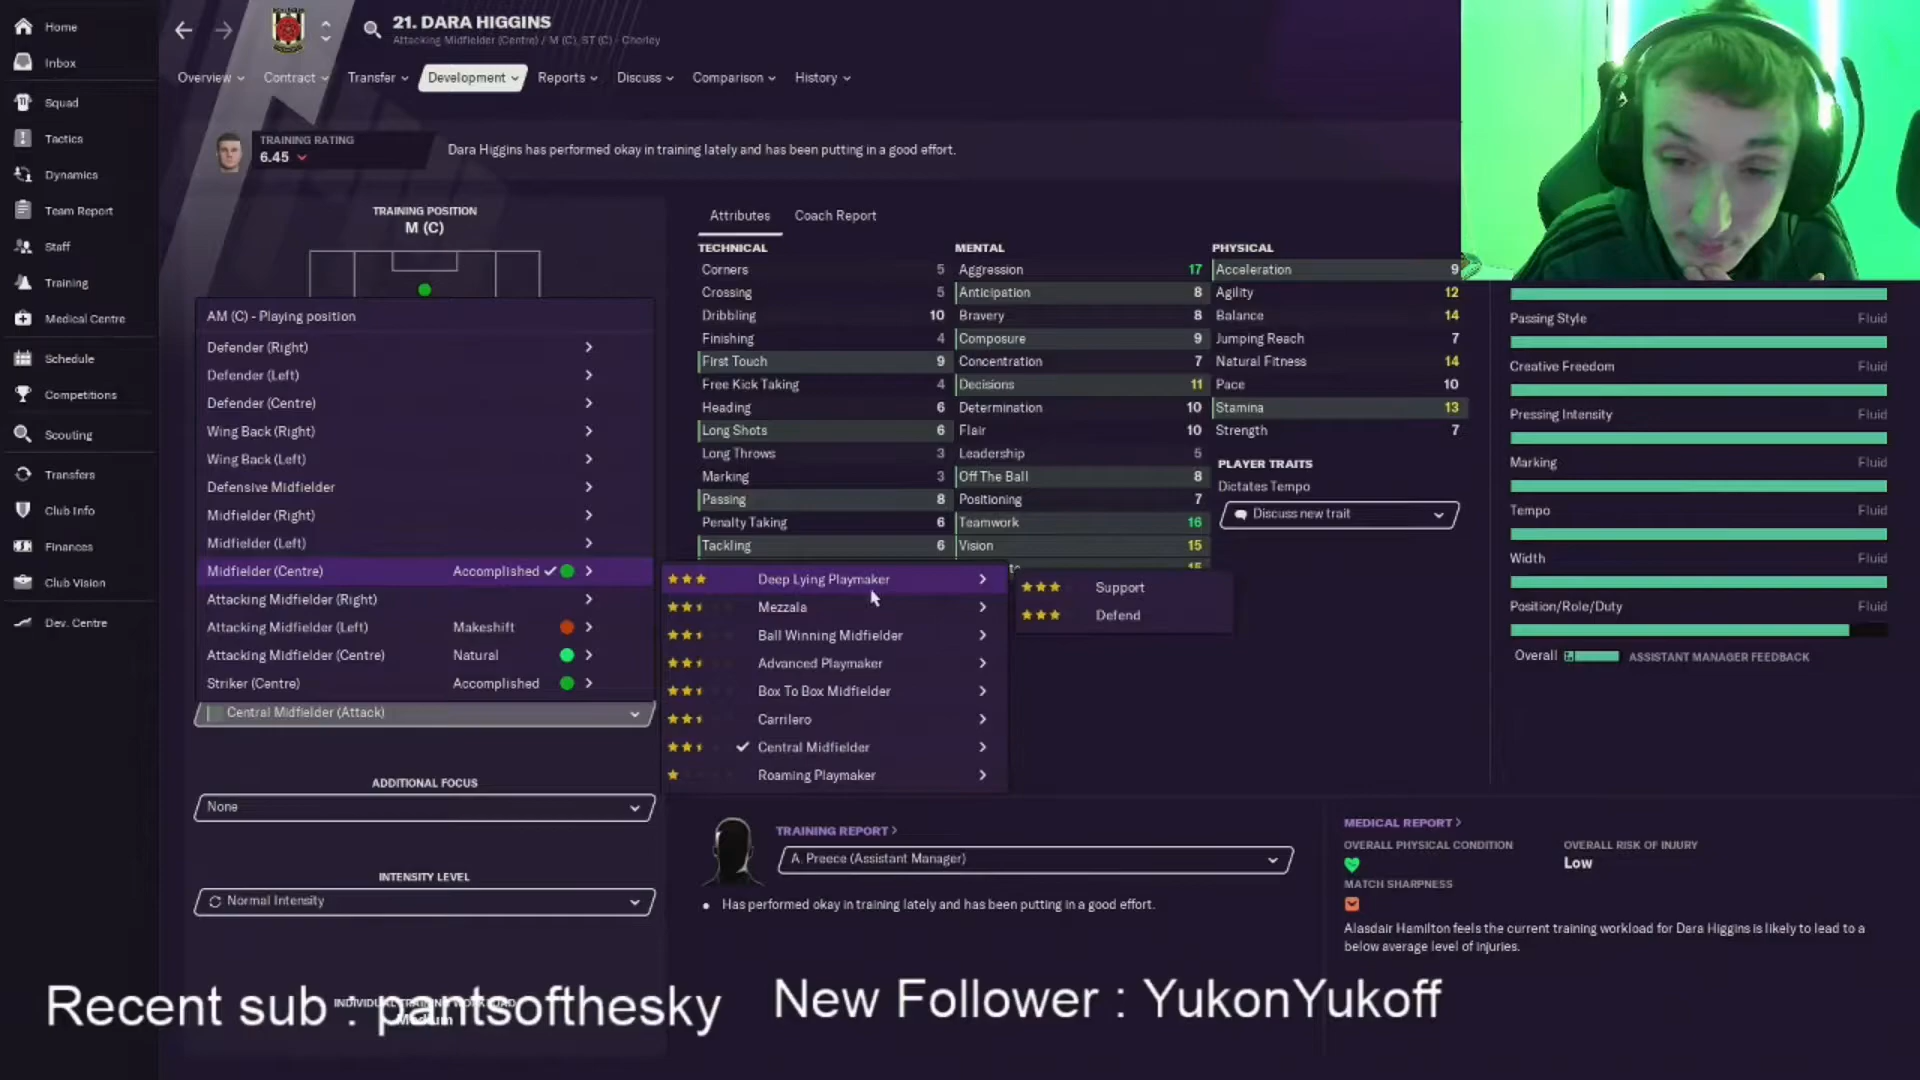 Home
Inbox
Squad
Tactics
Dynamics
Team Report
Staff
Training
Medical Centre
Schedule
Competitions
Scouting
Transfers
Club Info
Finances
Club Vision
Dev. Centre
21. DARA HIGGINS
Attacking Midfielder (Centre) / M (C), ST (C) - Chorley
Overview Contract Transfer Development Reports Discuss Comparison History
TRAINING RATING
6.45
Dara Higgins has performed okay in training lately and has been putting in a good effort.
TRAINING POSITION
M (C)
AM (C) - Playing position
Defender (Right)
Defender (Left)
Defender (Centre)
Wing Back (Right)
Wing Back (Left)
Defensive Midfielder
Midfielder (Right)
Midfielder (Left)
Midfielder (Centre) Accomplished
Attacking Midfielder (Right)
Attacking Midfielder (Left) Makeshift
Attacking Midfielder (Centre) Natural
Striker (Centre) Accomplished
Central Midfielder (Attack)
ADDITIONAL FOCUS
None
INTENSITY LEVEL
Normal Intensity
Attributes Coach Report
TECHNICAL
Corners 5
Crossing 5
Dribbling 10
Finishing 4
First Touch 9
Free Kick Taking 4
Heading 6
Long Shots 6
Long Throws 3
Marking 3
Passing 8
Penalty Taking 6
Tackling 6
MENTAL
Aggression 17
Anticipation 8
Bravery 8
Composure 9
Concentration 7
Decisions 11
Determination 10
Flair 10
Leadership 5
Off The Ball 8
Positioning 7
Teamwork 16
Vision 15
PHYSICAL
Acceleration 9
Agility 12
Balance 14
Jumping Reach 7
Natural Fitness 14
Pace 10
Stamina 13
Strength 7
PLAYER TRAITS
Dictates Tempo
Discuss new trait
Deep Lying Playmaker
Mezzala
Ball Winning Midfielder
Advanced Playmaker
Box To Box Midfielder
Carrilero
Central Midfielder
Roaming Playmaker
Support
Defend
Passing Style Fluid
Creative Freedom Fluid
Pressing Intensity Fluid
Marking Fluid
Tempo Fluid
Width Fluid
Position/Role/Duty Fluid
Overall ASSISTANT MANAGER FEEDBACK
TRAINING REPORT
A. Preece (Assistant Manager)
Has performed okay in training lately and has been putting in a good effort.
MEDICAL REPORT
OVERALL PHYSICAL CONDITION
OVERALL RISK OF INJURY
Low
MATCH SHARPNESS
Alasdair Hamilton feels the current training workload for Dara Higgins is likely to lead to a
below average level of injuries.
Recent sub : pantsofthesky
New Follower : YukonYukoff